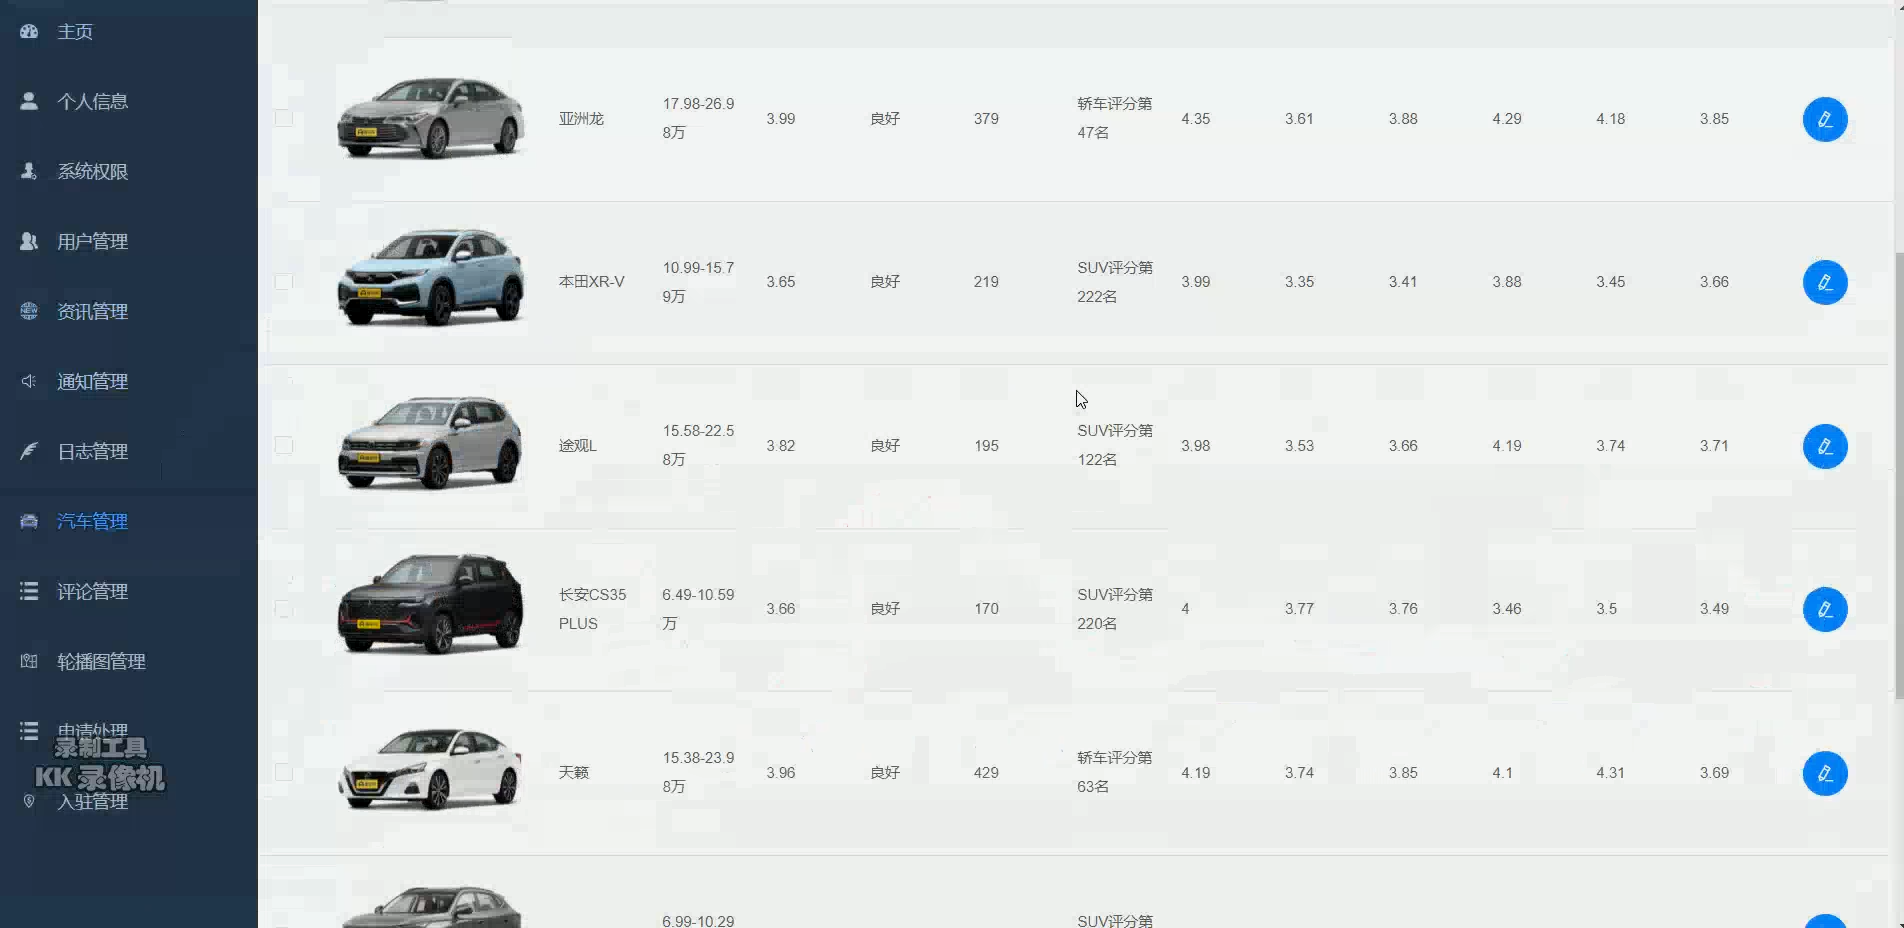 主页
个人信息
系统权限
用户管理
资讯管理
通知管理
日志管理
汽车管理
评论管理
轮播图管理
申请处理
录制工具
KK 录像机
入驻管理
亚洲龙
17.98-26.9
8万
3.99
良好
379
轿车评分第
47名
4.35
3.61
3.88
4.29
4.18
3.85
本田XR-V
10.99-15.7
9万
3.65
良好
219
SUV评分第
222名
3.99
3.35
3.41
3.88
3.45
3.66
途观L
15.58-22.5
8万
3.82
良好
195
SUV评分第
122名
3.98
3.53
3.66
4.19
3.74
3.71
长安CS35
PLUS
6.49-10.59
万
3.66
良好
170
SUV评分第
220名
4
3.77
3.76
3.46
3.5
3.49
天籁
15.38-23.9
8万
3.96
良好
429
轿车评分第
63名
4.19
3.74
3.85
4.1
4.31
3.69
6.99-10.29
SUV评分第